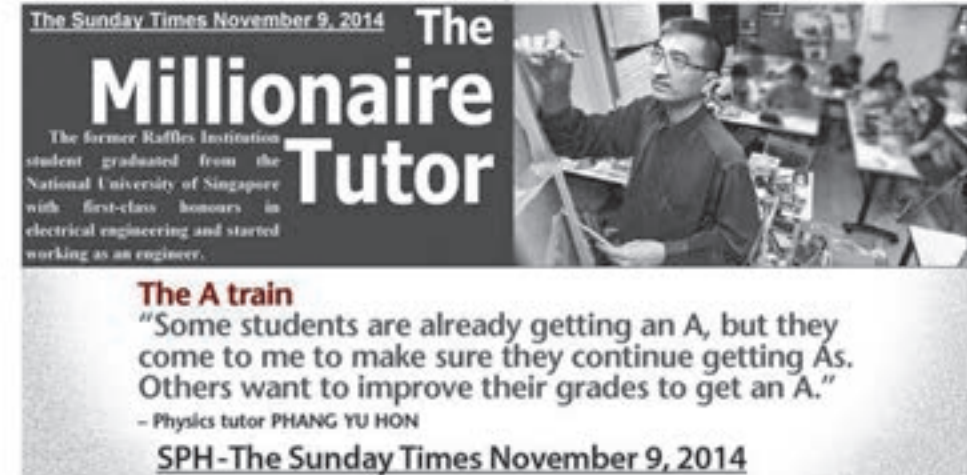 The Sunday Times November 9, 2014
The
Millionaire
Tutor
The former Raffles Institution
student graduated from the
National University of Singapore
with first-class honours in
electrical engineering and started
working as an engineer.
The A train
“Some students are already getting an A, but they
come to me to make sure they continue getting As.
Others want to improve their grades to get an A.”
– Physics tutor PHANG YU HON
SPH-The Sunday Times November 9, 2014